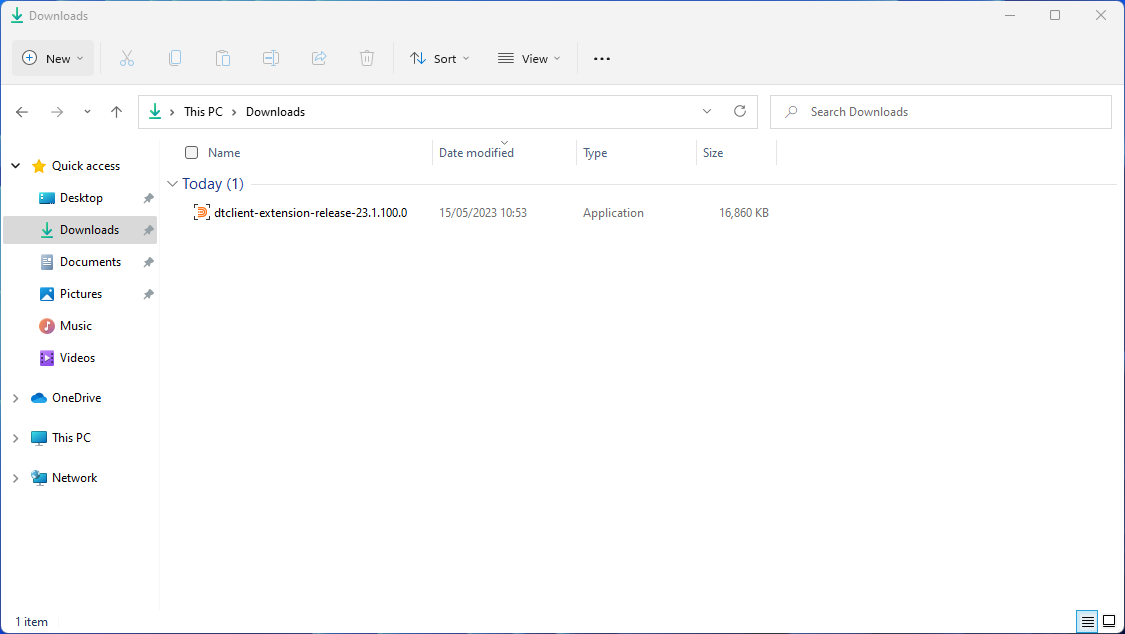 Downloads
New
Sort
View
This PC
Downloads
Search Downloads
Name
Date modified
Type
Size
Quick access
Desktop
Downloads
Documents
Pictures
Music
Videos
OneDrive
This PC
Network
Today (1)
dtclient-extension-release-23.1.100.0 15/05/2023 10:53 Application 16,860 KB
1 item